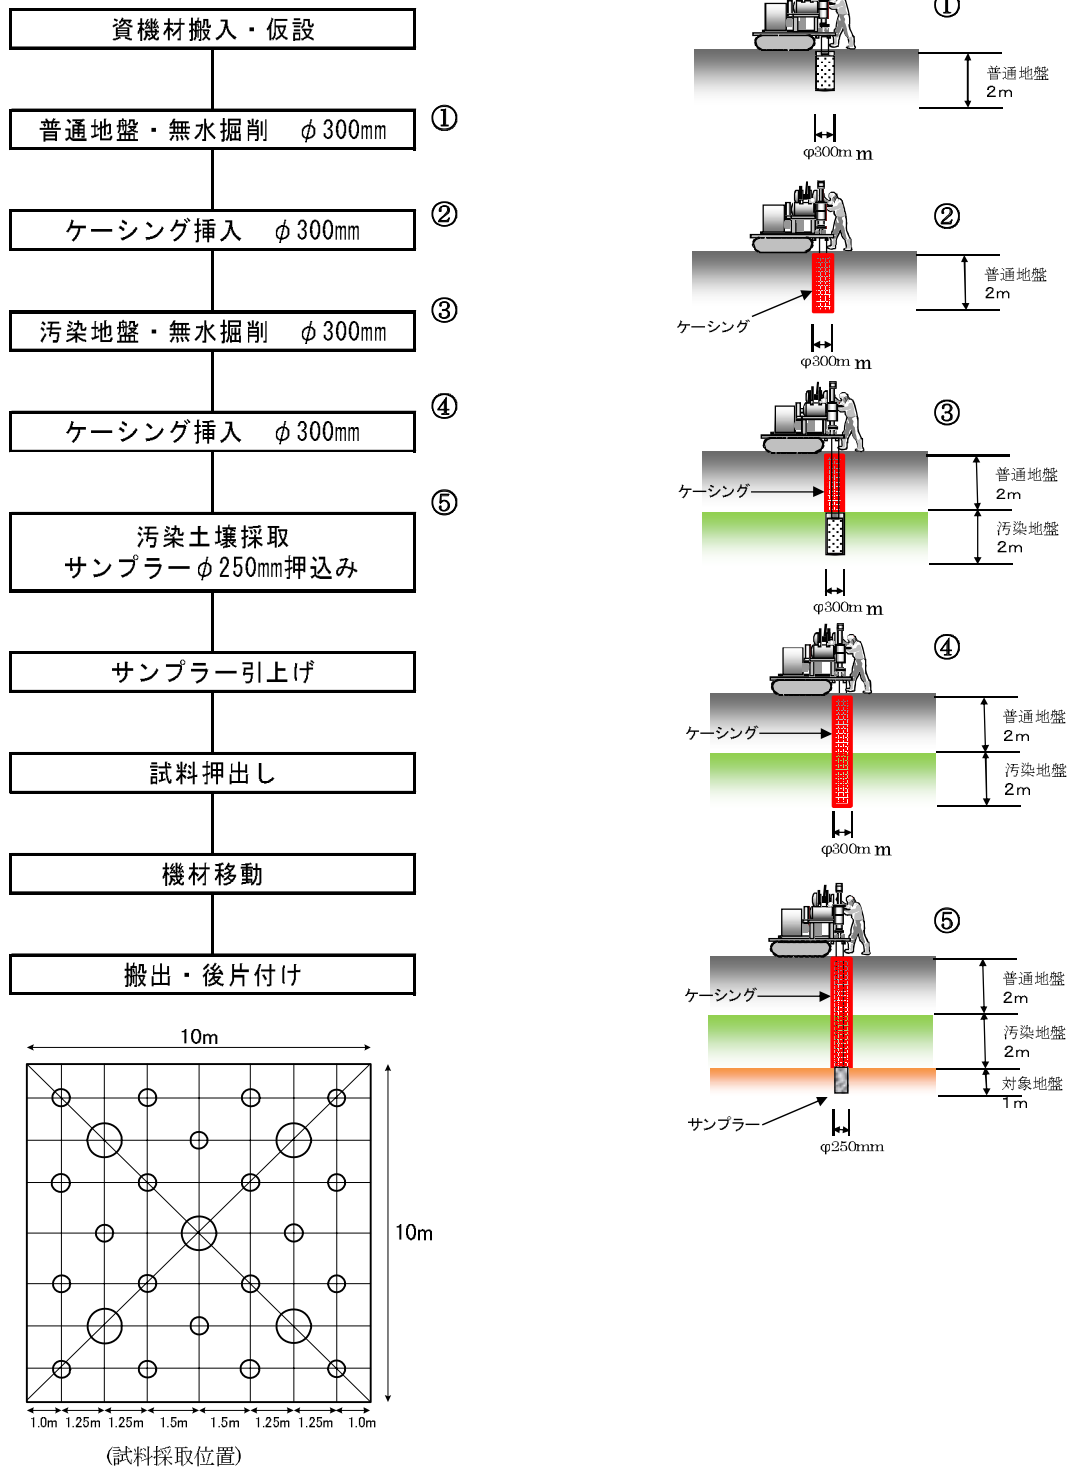 資機材搬入・仮設
①
普通地盤・無水掘削　φ300mm
②
ケーシング挿入　φ300mm
③
汚染地盤・無水掘削　φ300mm
④
ケーシング挿入　φ300mm
⑤
汚染土壌採取
サンプラーφ250mm押込み
サンプラー引上げ
試料押出し
機材移動
搬出・後片付け
10m
10m
1.0m 1.25m 1.25m 1.5m 1.5m 1.25m 1.25m 1.0m
(試料採取位置)
①
普通地盤
2m
φ300mm
②
普通地盤
2m
ケーシング
φ300mm
③
普通地盤
2m
ケーシング
汚染地盤
2m
φ300mm
④
普通地盤
2m
ケーシング
汚染地盤
2m
φ300mm
⑤
普通地盤
2m
ケーシング
汚染地盤
2m
対象地盤
1m
サンプラー
φ250mm